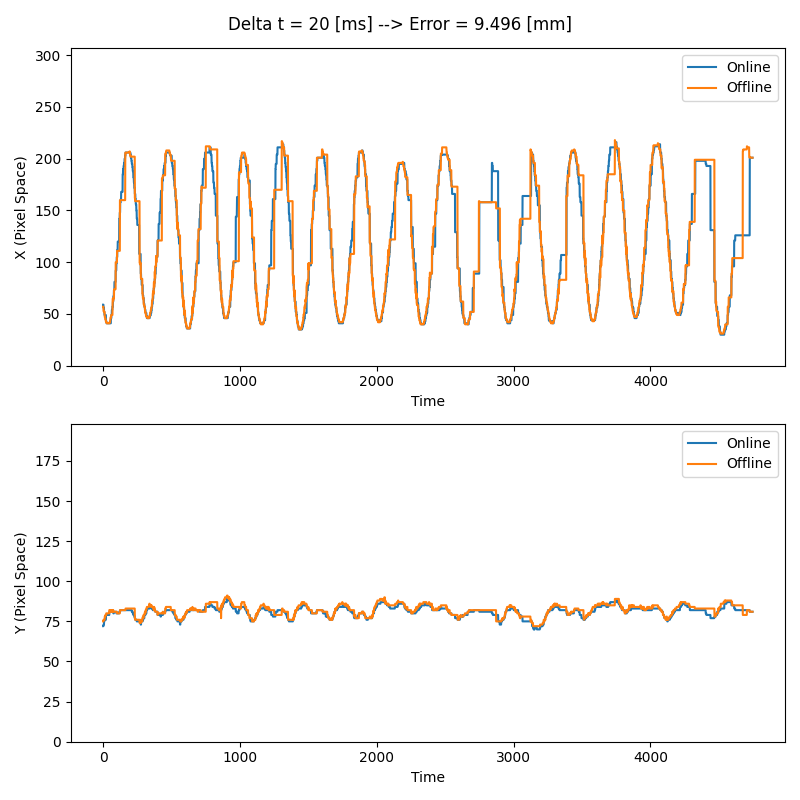 Delta t = 20 [ms] --> Error = 9.496 [mm]
300
250
200
150
100
50
0
X (Pixel Space)
Online
Offline
0 1000 2000 3000 4000
Time
175
150
125
100
75
50
25
0
Y (Pixel Space)
Online
Offline
0 1000 2000 3000 4000
Time